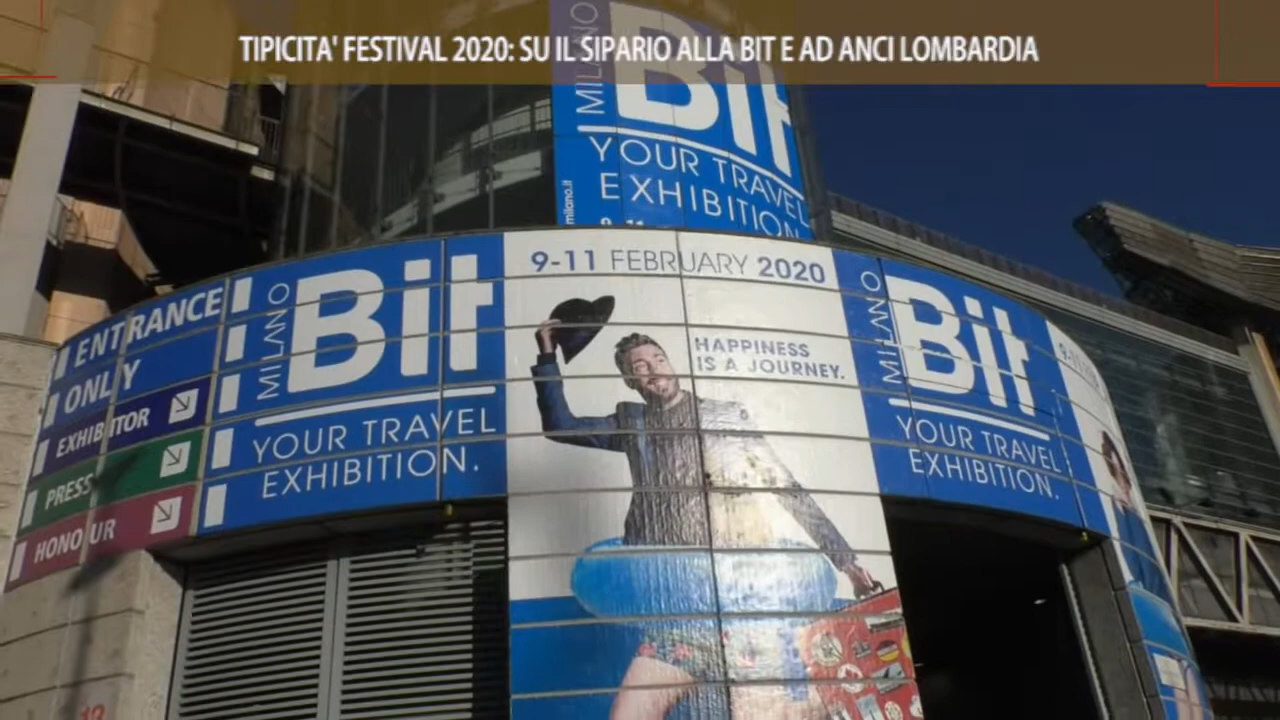 TIPICITA' FESTIVAL 2020: SU IL SIPARIO ALLA BIT E AD ANCI LOMBARDIA
MILANO
Bit
YOUR TRAVEL
EXHIBITION
milano.it
9-11 FEBRUARY 2020
HAPPINESS
IS A JOURNEY.
ENTRANCE
ONLY
EXHIBITOR
PRESS
HONOUR
MILANO
Bit
YOUR TRAVEL
EXHIBITION.
MILANO
Bit
YOUR TRAVEL
EXHIBITION.